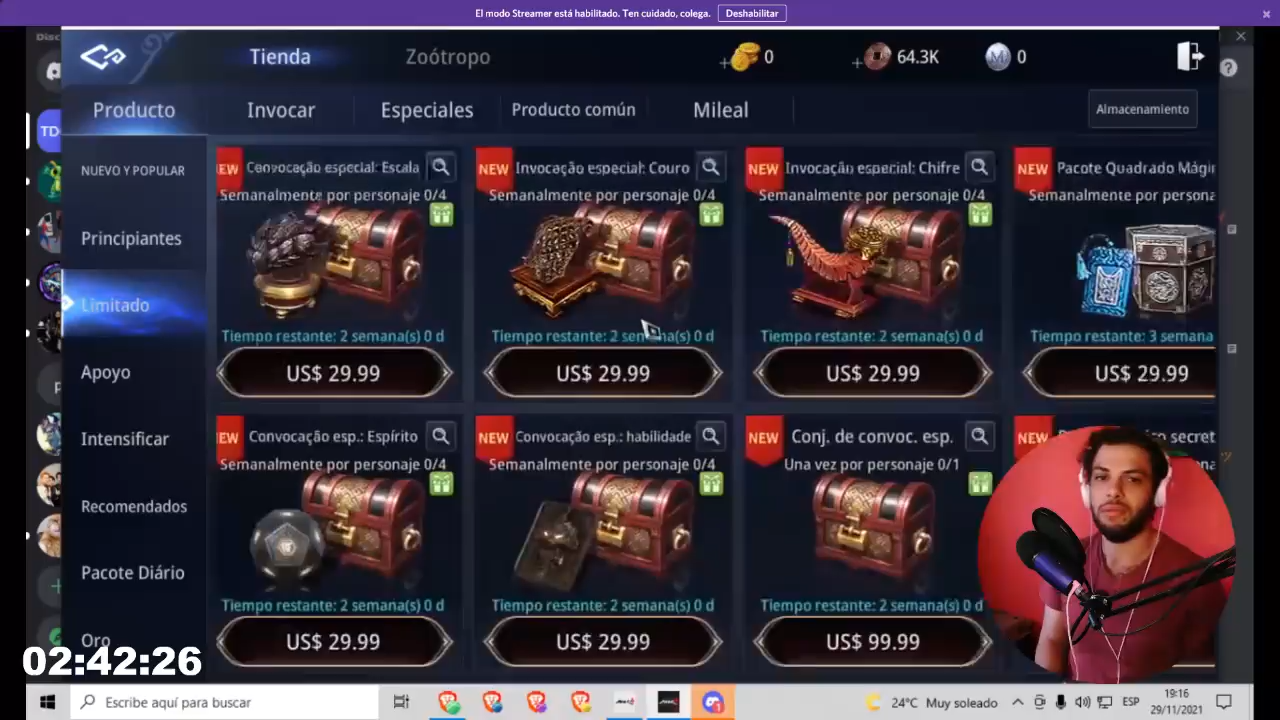 El modo Streamer está habilitado. Ten cuidado, colega. Deshabilitar
Disc
Tienda
Zoótropo
0
64.3K
0
Producto
Invocar
Especiales
Producto común
Mileal
Almacenamiento
TD
NUEVO Y POPULAR
Principiantes
Limitado
Apoyo
Intensificar
Recomendados
Pacote Diário
Oro
NEW Convocação especial: Escala
Semanalmente por personaje 0/4
Tiempo restante: 2 semana(s) 0 d
US$ 29.99
NEW Invocação especial: Couro
Semanalmente por personaje 0/4
Tiempo restante: 2 semana(s) 0 d
US$ 29.99
NEW Invocação especial: Chifre
Semanalmente por personaje 0/4
Tiempo restante: 2 semana(s) 0 d
US$ 29.99
NEW Pacote Quadrado Mági
Semanalmente por persona
Tiempo restante: 3 semana
US$ 29.99
EW Convocação esp.: Espírito
Semanalmente por personaje 0/4
Tiempo restante: 2 semana(s) 0 d
US$ 29.99
NEW Convocação esp.: habilidade
Semanalmente por personaje 0/4
Tiempo restante: 2 semana(s) 0 d
US$ 29.99
NEW Conj. de convoc. esp.
Una vez por personaje 0/1
Tiempo restante: 2 semana(s) 0 d
US$ 99.99
NEW
secret
02:42:26
Escribe aquí para buscar
24°C Muy soleado
ESP
19:16
29/11/2021